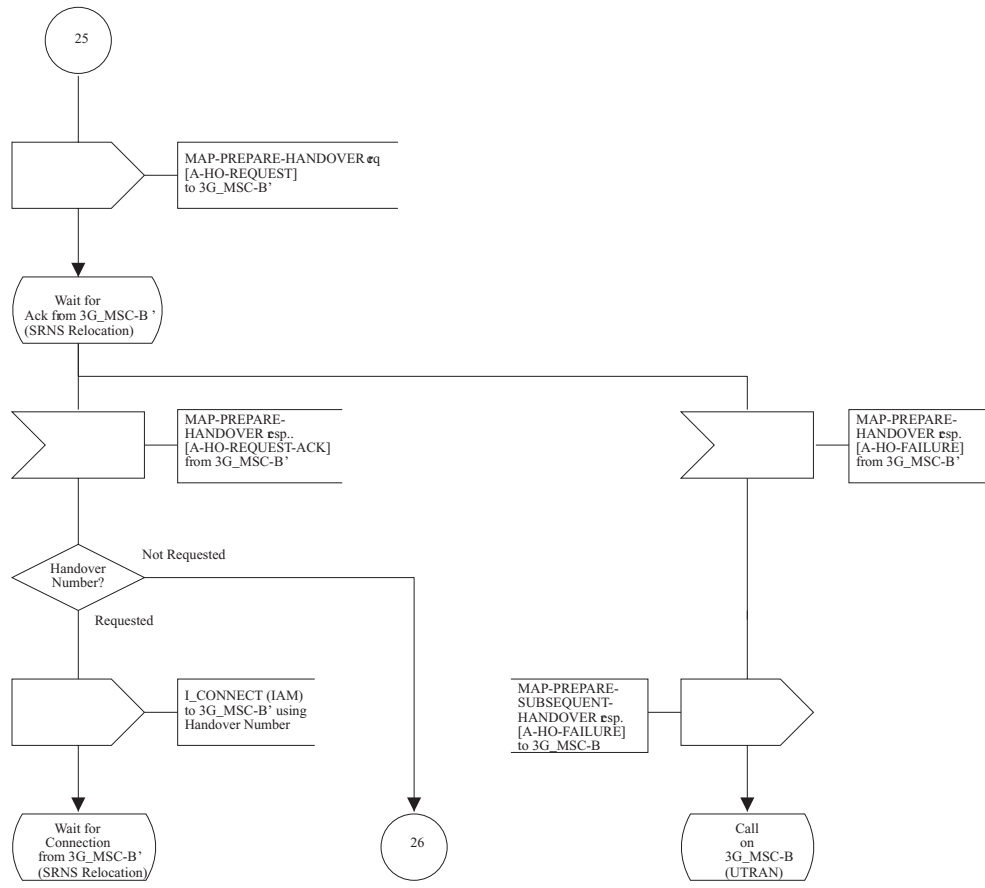 25
MAP-PREPARE-HANDOVER req
[A-HO-REQUEST]
to 3G_MSC-B’
Wait for
Ack from 3G_MSC-B ’
(SRNS Relocation)
MAP-PREPARE-
HANDOVER resp..
[A-HO-REQUEST-ACK]
from 3G_MSC-B’
MAP-PREPARE-
HANDOVER resp.
[A-HO-FAILURE]
from 3G_MSC-B’
Handover
Number?
Not Requested
Requested
I_CONNECT (IAM)
to 3G_MSC-B’ using
Handover Number
MAP-PREPARE-
SUBSEQUENT-
HANDOVER resp.
[A-HO-FAILURE]
to 3G_MSC-B
Wait for
Connection
from 3G_MSC-B’
(SRNS Relocation)
26
Call
on
3G_MSC-B
(UTRAN)